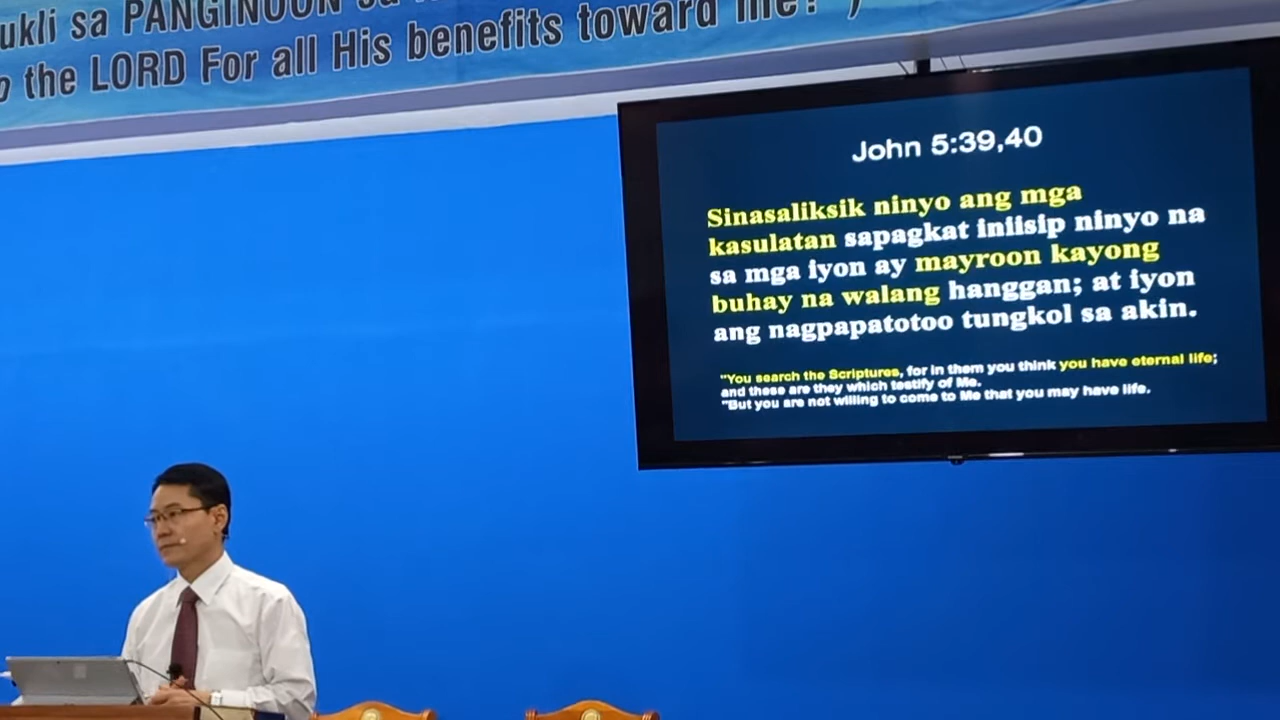 ukli sa PANGINOON sa
the LORD For all His benefits toward me?")
John 5:39,40
Sinasaliksik ninyo ang mga
kasulatan sapagkat iniisip ninyo na
sa mga iyon ay mayroon kayong
buhay na walang hanggan; at iyon
ang nagpapatotoo tungkol sa akin.
"You search the Scriptures, for in them you think you have eternal life;
and these are they which testify of Me.
"But you are not willing to come to Me that you may have life.